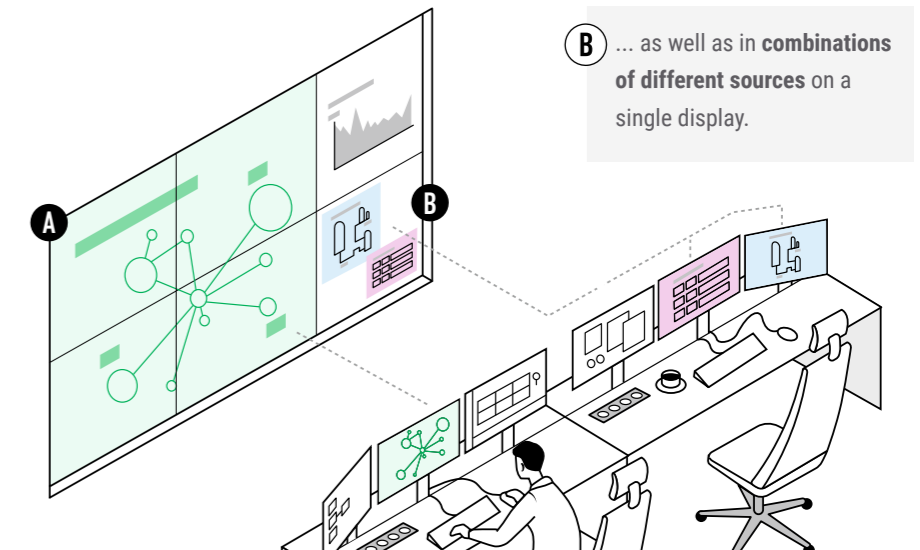 B
... as well as in combinations
of different sources on a
single display.
A
B